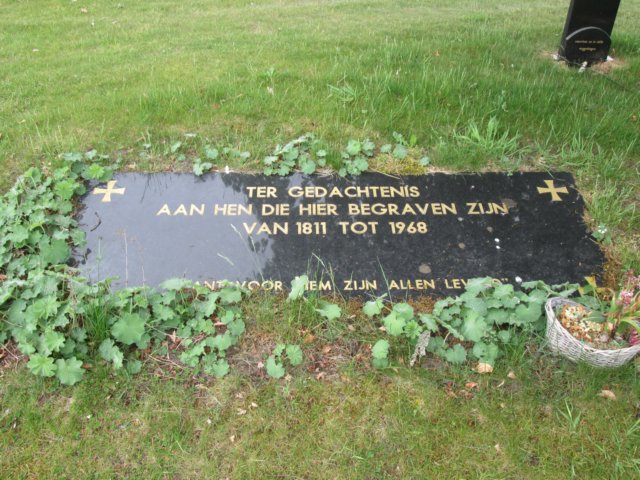 TER GEDACHTENIS
AAN HEN DIE HIER BEGRAVEN ZIJN
VAN 1811 TOT 1968
VOOR HEM ZIJN ALLEN